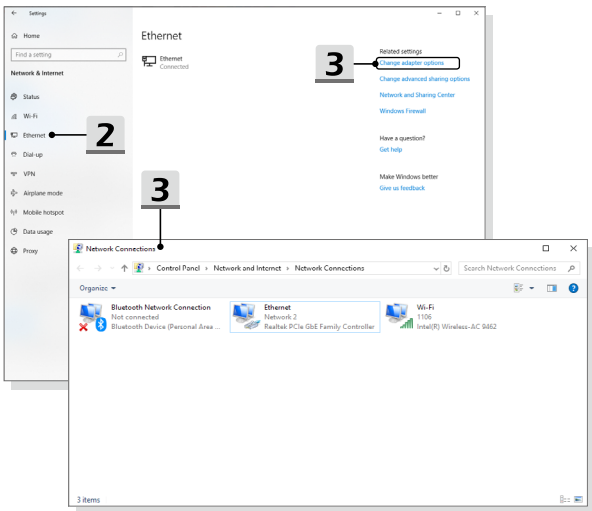 Settings
Home
Find a setting
Network & Internet
Status
Wi-Fi
Ethernet
Dial-up
VPN
Airplane mode
Mobile hotspot
Data usage
Proxy
2
Ethernet
Ethernet
Connected
3
Related settings
Change adapter options
Change advanced sharing options
Network and Sharing Center
Windows Firewall
Have a question?
Get help
Make Windows better
Give us feedback
3
Network Connections
Control Panel › Network and Internet › Network Connections
Search Network Connections
Organize
Bluetooth Network Connection
Not connected
Bluetooth Device (Personal Area ...
Ethernet
Network 2
Realtek PCIe GbE Family Controller
Wi-Fi
1106
Intel(R) Wireless-AC 9462
3 items